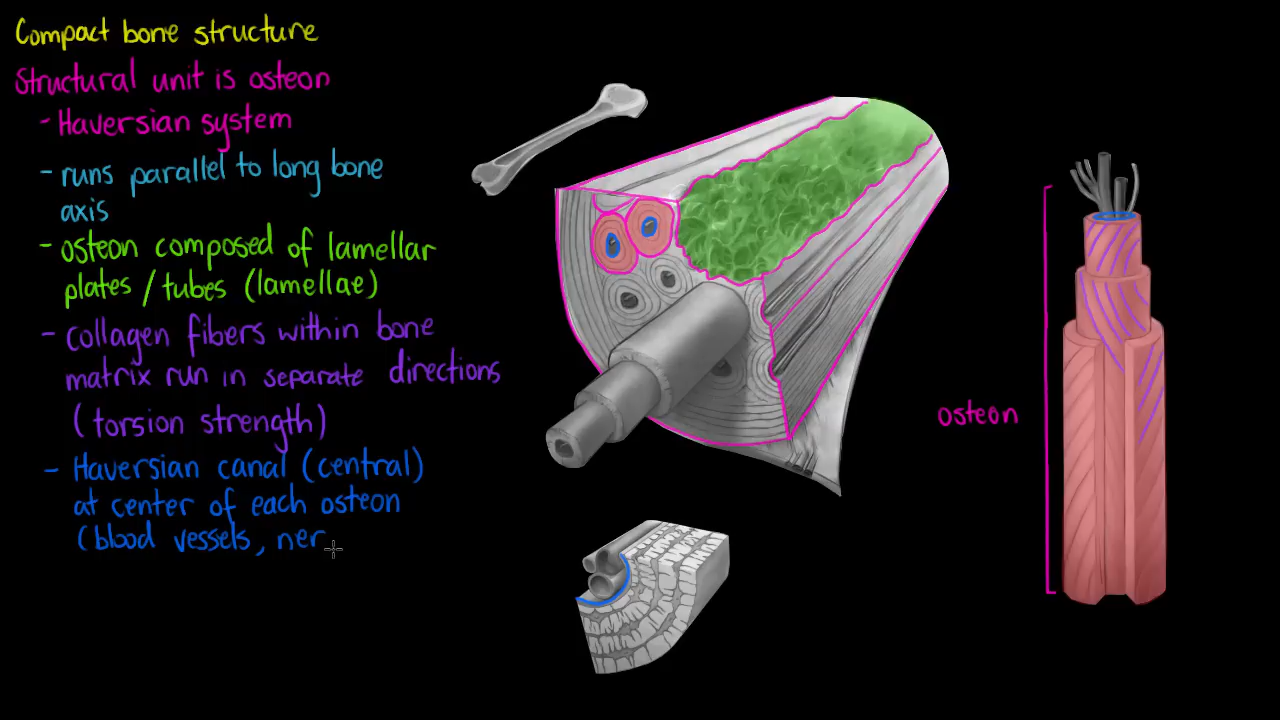 Compact bone structure
Structural unit is osteon
- Haversian system
- runs parallel to long bone
axis
- osteon composed of lamellar
plates / tubes (lamellae)
- collagen fibers within bone
matrix run in separate directions
(torsion strength)
- Haversian canal (central)
at center of each osteon
(blood vessels, ner
osteon